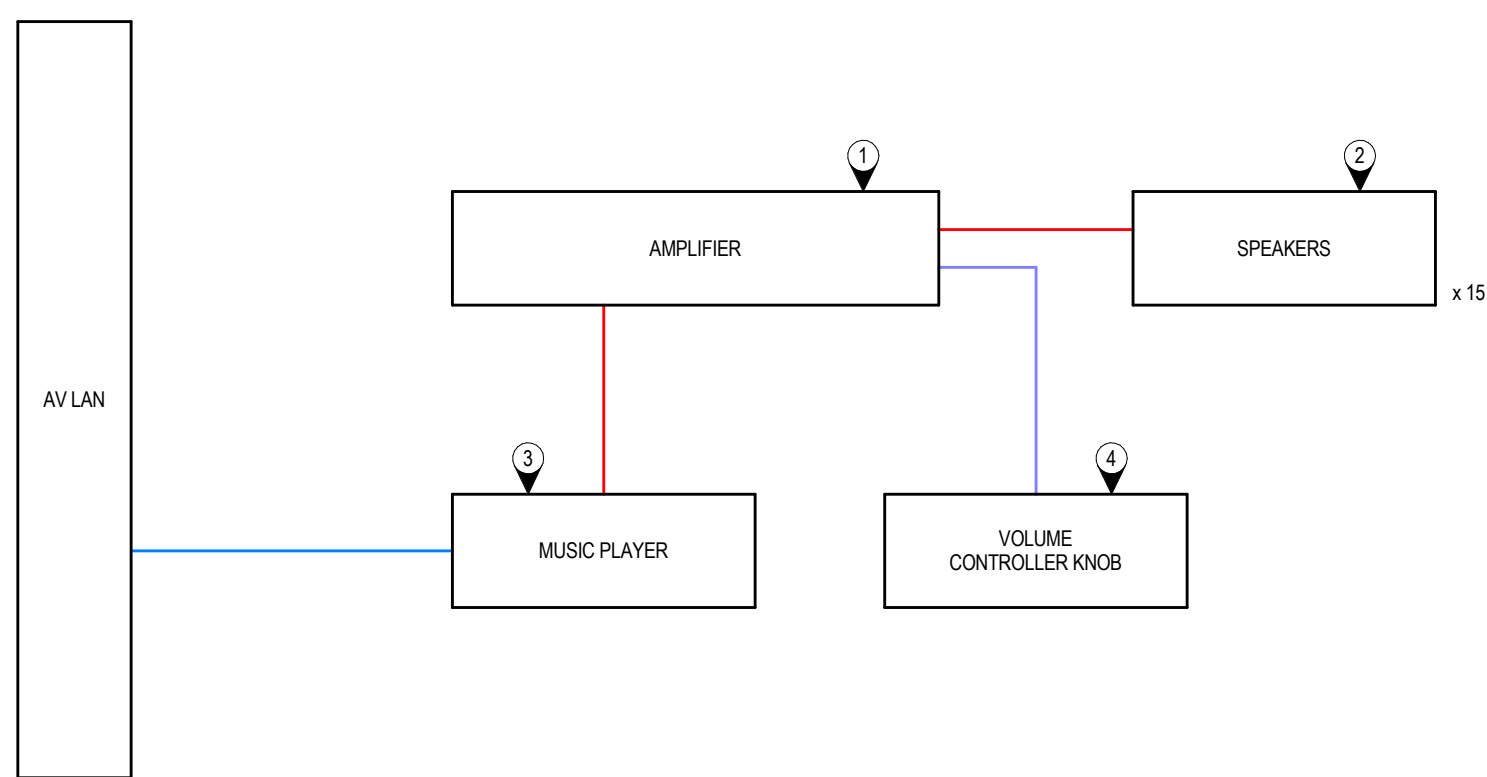 1
2
AMPLIFIER
SPEAKERS
x 15
AV LAN
3
4
MUSIC PLAYER
VOLUME
CONTROLLER KNOB